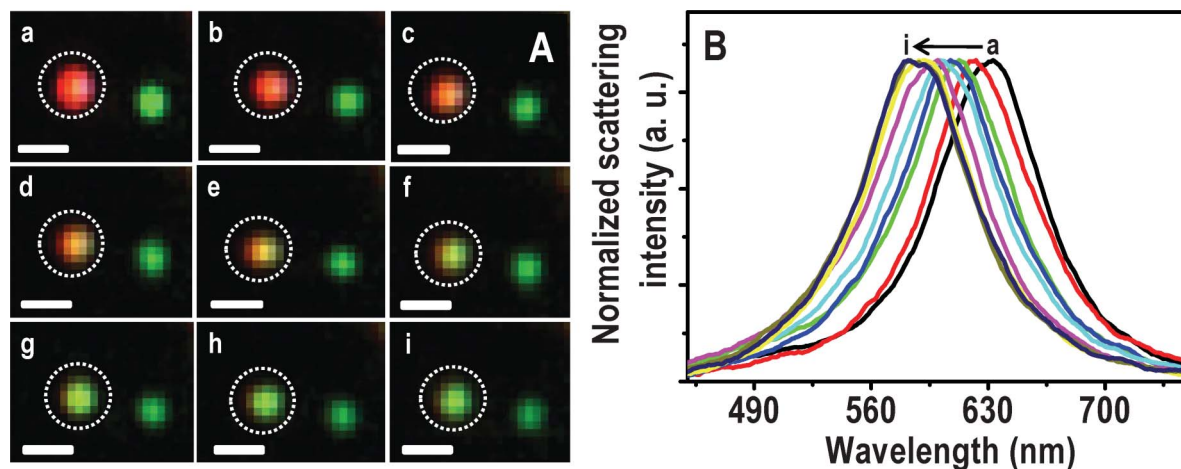 a
b
c
A
d
e
f
g
h
i
B
i
a
Normalized scattering
intensity (a. u.)
490
560
630
700
Wavelength (nm)